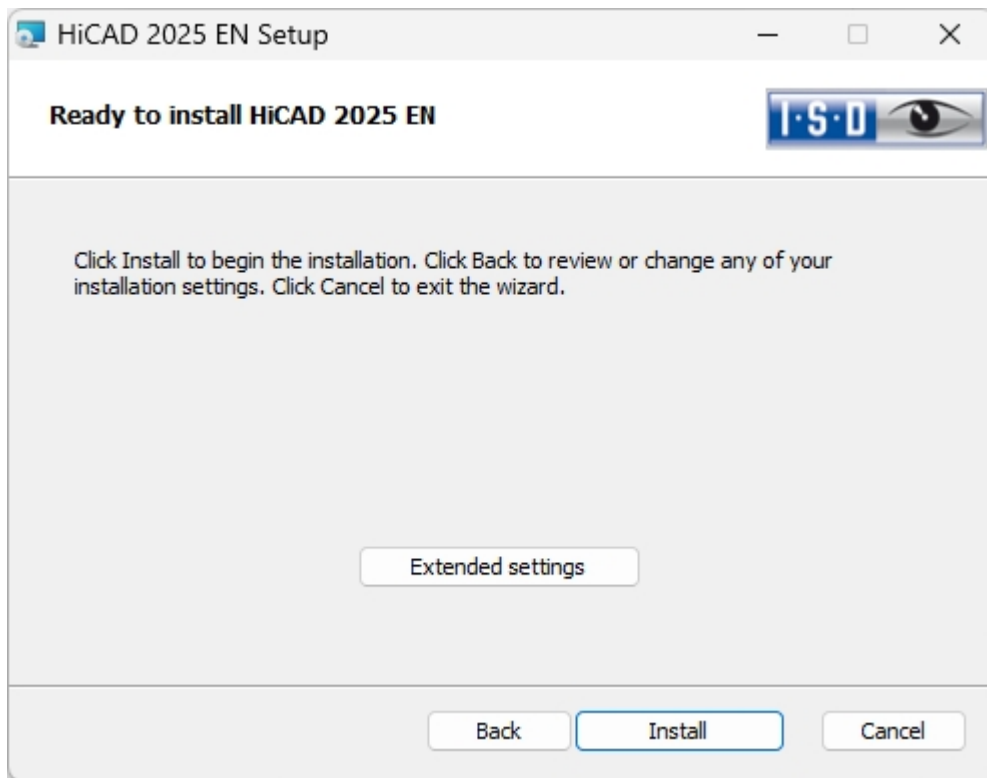 HiCAD 2025 EN Setup
Ready to install HiCAD 2025 EN
I·S·D
Click Install to begin the installation. Click Back to review or change any of your
installation settings. Click Cancel to exit the wizard.
Extended settings
Back
Install
Cancel